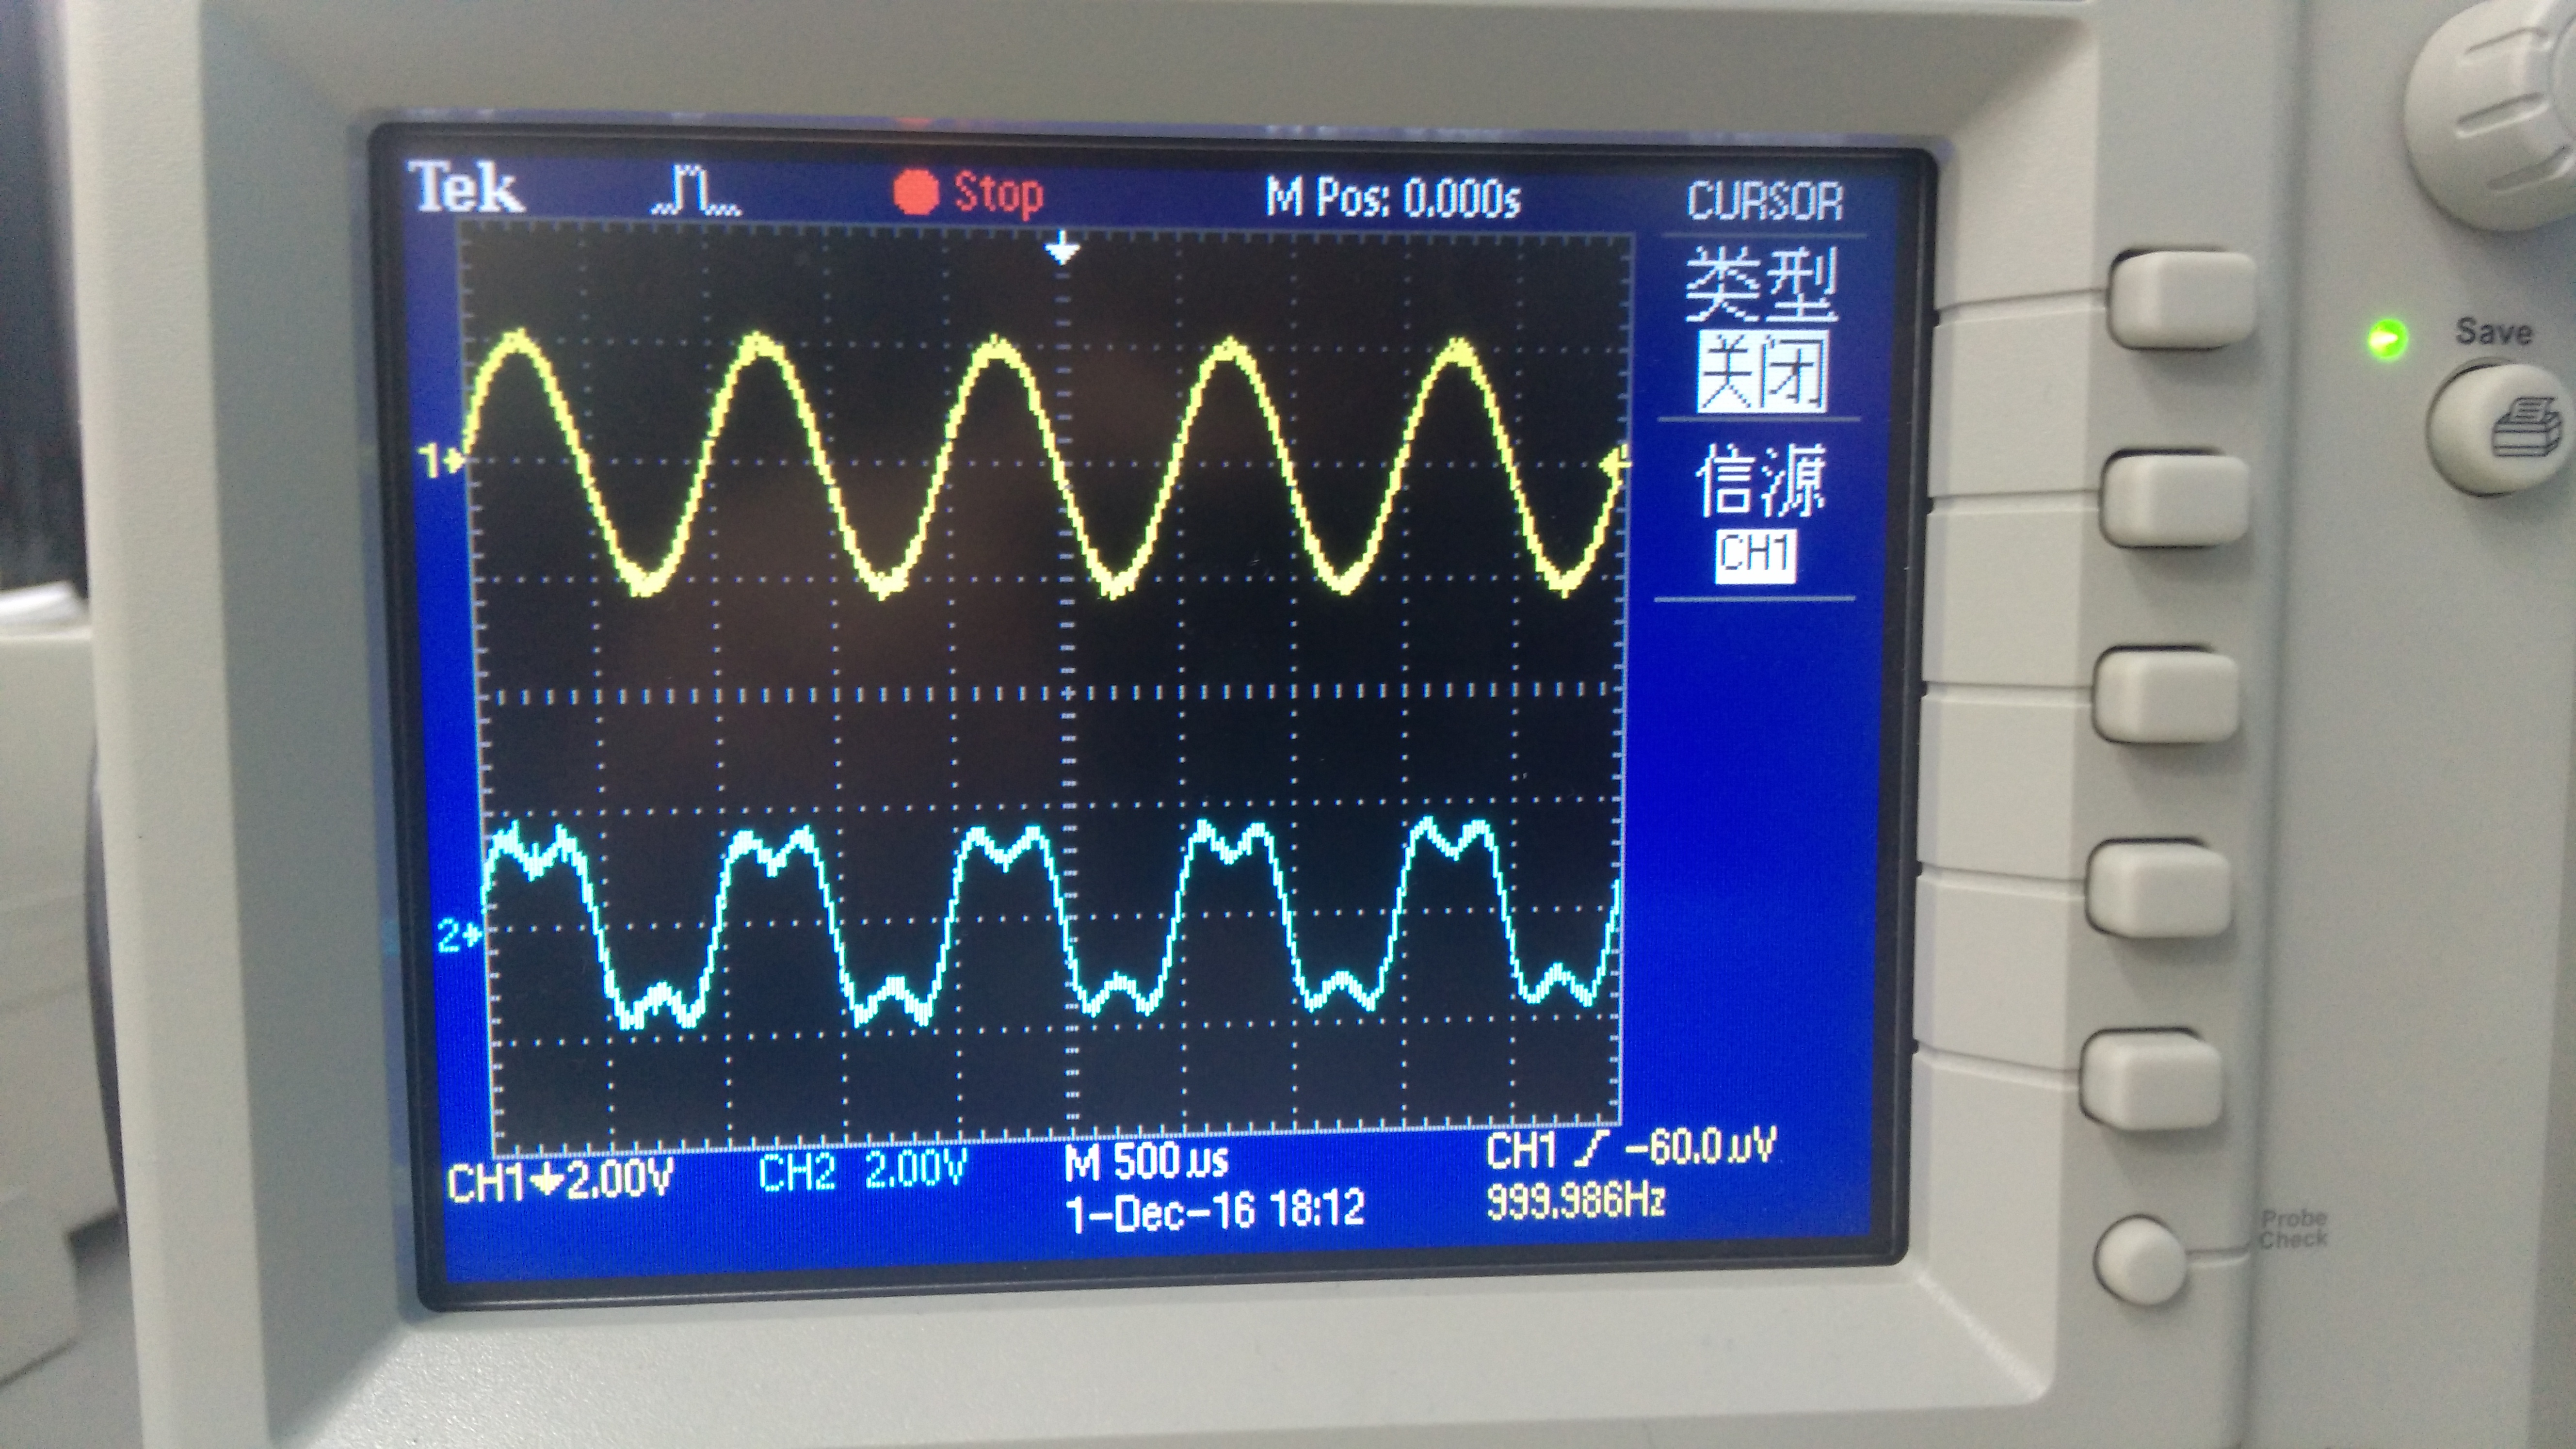 Tek Stop M Pos: 0.000s CURSOR
类型
关闭
信源
CH1
1
2
CH1 2.00V CH2 2.00V M 500µs CH1 -60.0µV
1-Dec-16 18:12 999.986Hz
Save
Probe
Check